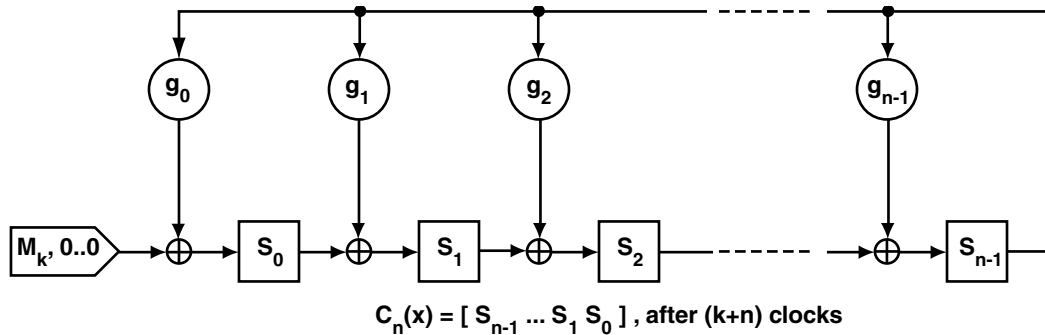 g₀ g₁ g₂ gₙ₋₁
Mₖ, 0..0 S₀ S₁ S₂ Sₙ₋₁
Cₙ(x) = [ Sₙ₋₁ ... S₁ S₀ ] , after (k+n) clocks